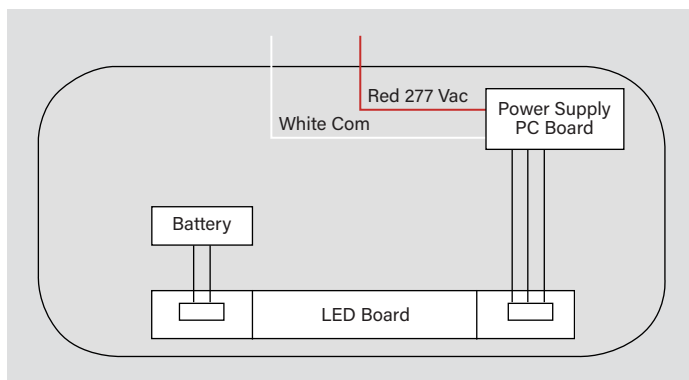 Red 277 Vac
White Com
Power Supply
PC Board
Battery
LED Board